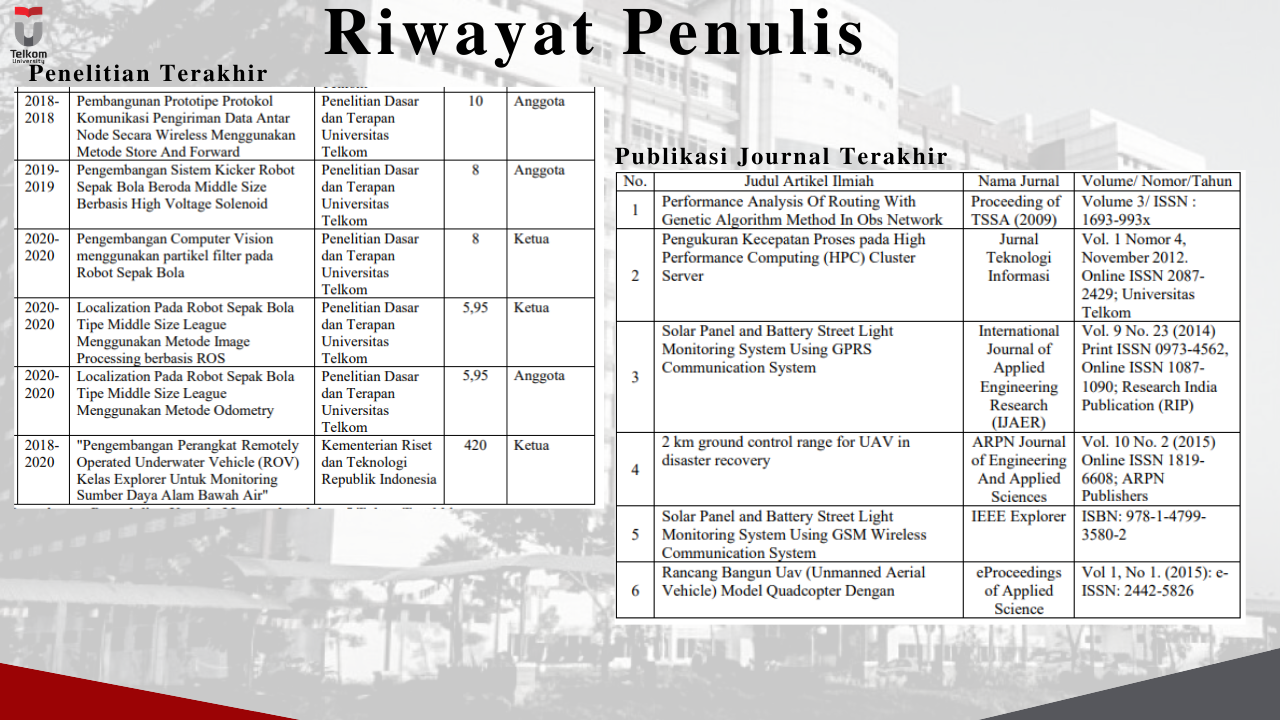 Riwayat Penulis
Telkom
University
Penelitian Terakhir
2018-
2018
Pembangunan Prototipe Protokol
Komunikasi Pengiriman Data Antar
Node Secara Wireless Menggunakan
Metode Store And Forward
Penelitian Dasar
dan Terapan
Universitas
Telkom
10
Anggota
2019-
2019
Pengembangan Sistem Kicker Robot
Sepak Bola Beroda Middle Size
Berbasis High Voltage Solenoid
Penelitian Dasar
dan Terapan
Universitas
Telkom
8
Anggota
2020-
2020
Pengembangan Computer Vision
menggunakan partikel filter pada
Robot Sepak Bola
Penelitian Dasar
dan Terapan
Universitas
Telkom
8
Ketua
2020-
2020
Localization Pada Robot Sepak Bola
Tipe Middle Size League
Menggunakan Metode Image
Processing berbasis ROS
Penelitian Dasar
dan Terapan
Universitas
Telkom
5,95
Ketua
2020-
2020
Localization Pada Robot Sepak Bola
Tipe Middle Size League
Menggunakan Metode Odometry
Penelitian Dasar
dan Terapan
Universitas
Telkom
5,95
Anggota
2018-
2020
"Pengembangan Perangkat Remotely
Operated Underwater Vehicle (ROV)
Kelas Explorer Untuk Monitoring
Sumber Daya Alam Bawah Air"
Kementerian Riset
dan Teknologi
Republik Indonesia
420
Ketua
Publikasi Journal Terakhir
No.
Judul Artikel Ilmiah
Nama Jurnal
Volume/ Nomor/Tahun
1
Performance Analysis Of Routing With
Genetic Algorithm Method In Obs Network
Proceeding of
TSSA (2009)
Volume 3/ ISSN :
1693-993x
2
Pengukuran Kecepatan Proses pada High
Performance Computing (HPC) Cluster
Server
Jurnal
Teknologi
Informasi
Vol. 1 Nomor 4,
November 2012.
Online ISSN 2087-
2429; Universitas
Telkom
3
Solar Panel and Battery Street Light
Monitoring System Using GPRS
Communication System
International
Journal of
Applied
Engineering
Research
(IJAER)
Vol. 9 No. 23 (2014)
Print ISSN 0973-4562,
Online ISSN 1087-
1090; Research India
Publication (RIP)
4
2 km ground control range for UAV in
disaster recovery
ARPN Journal
of Engineering
And Applied
Sciences
Vol. 10 No. 2 (2015)
Online ISSN 1819-
6608; ARPN
Publishers
5
Solar Panel and Battery Street Light
Monitoring System Using GSM Wireless
Communication System
IEEE Explorer
ISBN: 978-1-4799-
3580-2
6
Rancang Bangun Uav (Unmanned Aerial
Vehicle) Model Quadcopter Dengan
eProceedings
of Applied
Science
Vol 1, No 1. (2015): e-
ISSN: 2442-5826